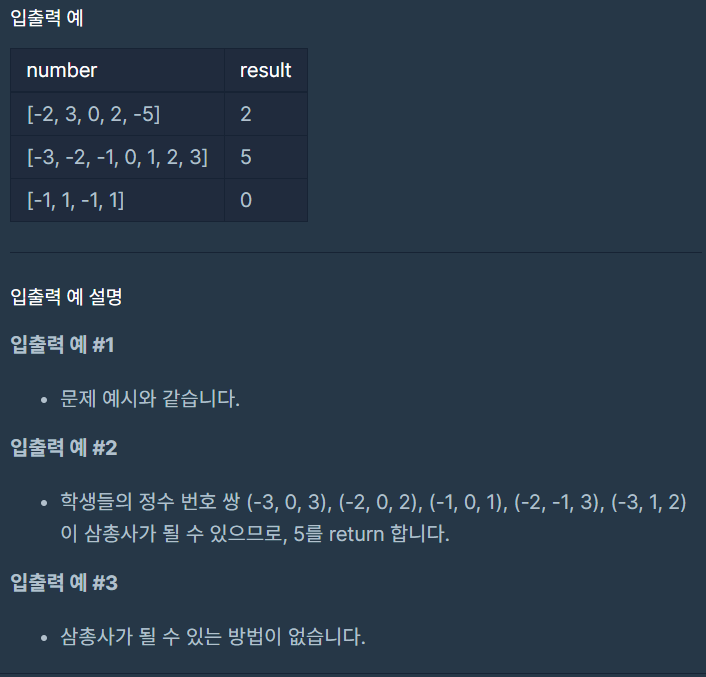 입출력 예
number result
[-2, 3, 0, 2, -5] 2
[-3, -2, -1, 0, 1, 2, 3] 5
[-1, 1, -1, 1] 0
입출력 예 설명
입출력 예 #1
• 문제 예시와 같습니다.
입출력 예 #2
• 학생들의 정수 번호 쌍 (-3, 0, 3), (-2, 0, 2), (-1, 0, 1), (-2, -1, 3), (-3, 1, 2)
이 삼총사가 될 수 있으므로, 5를 return 합니다.
입출력 예 #3
• 삼총사가 될 수 있는 방법이 없습니다.